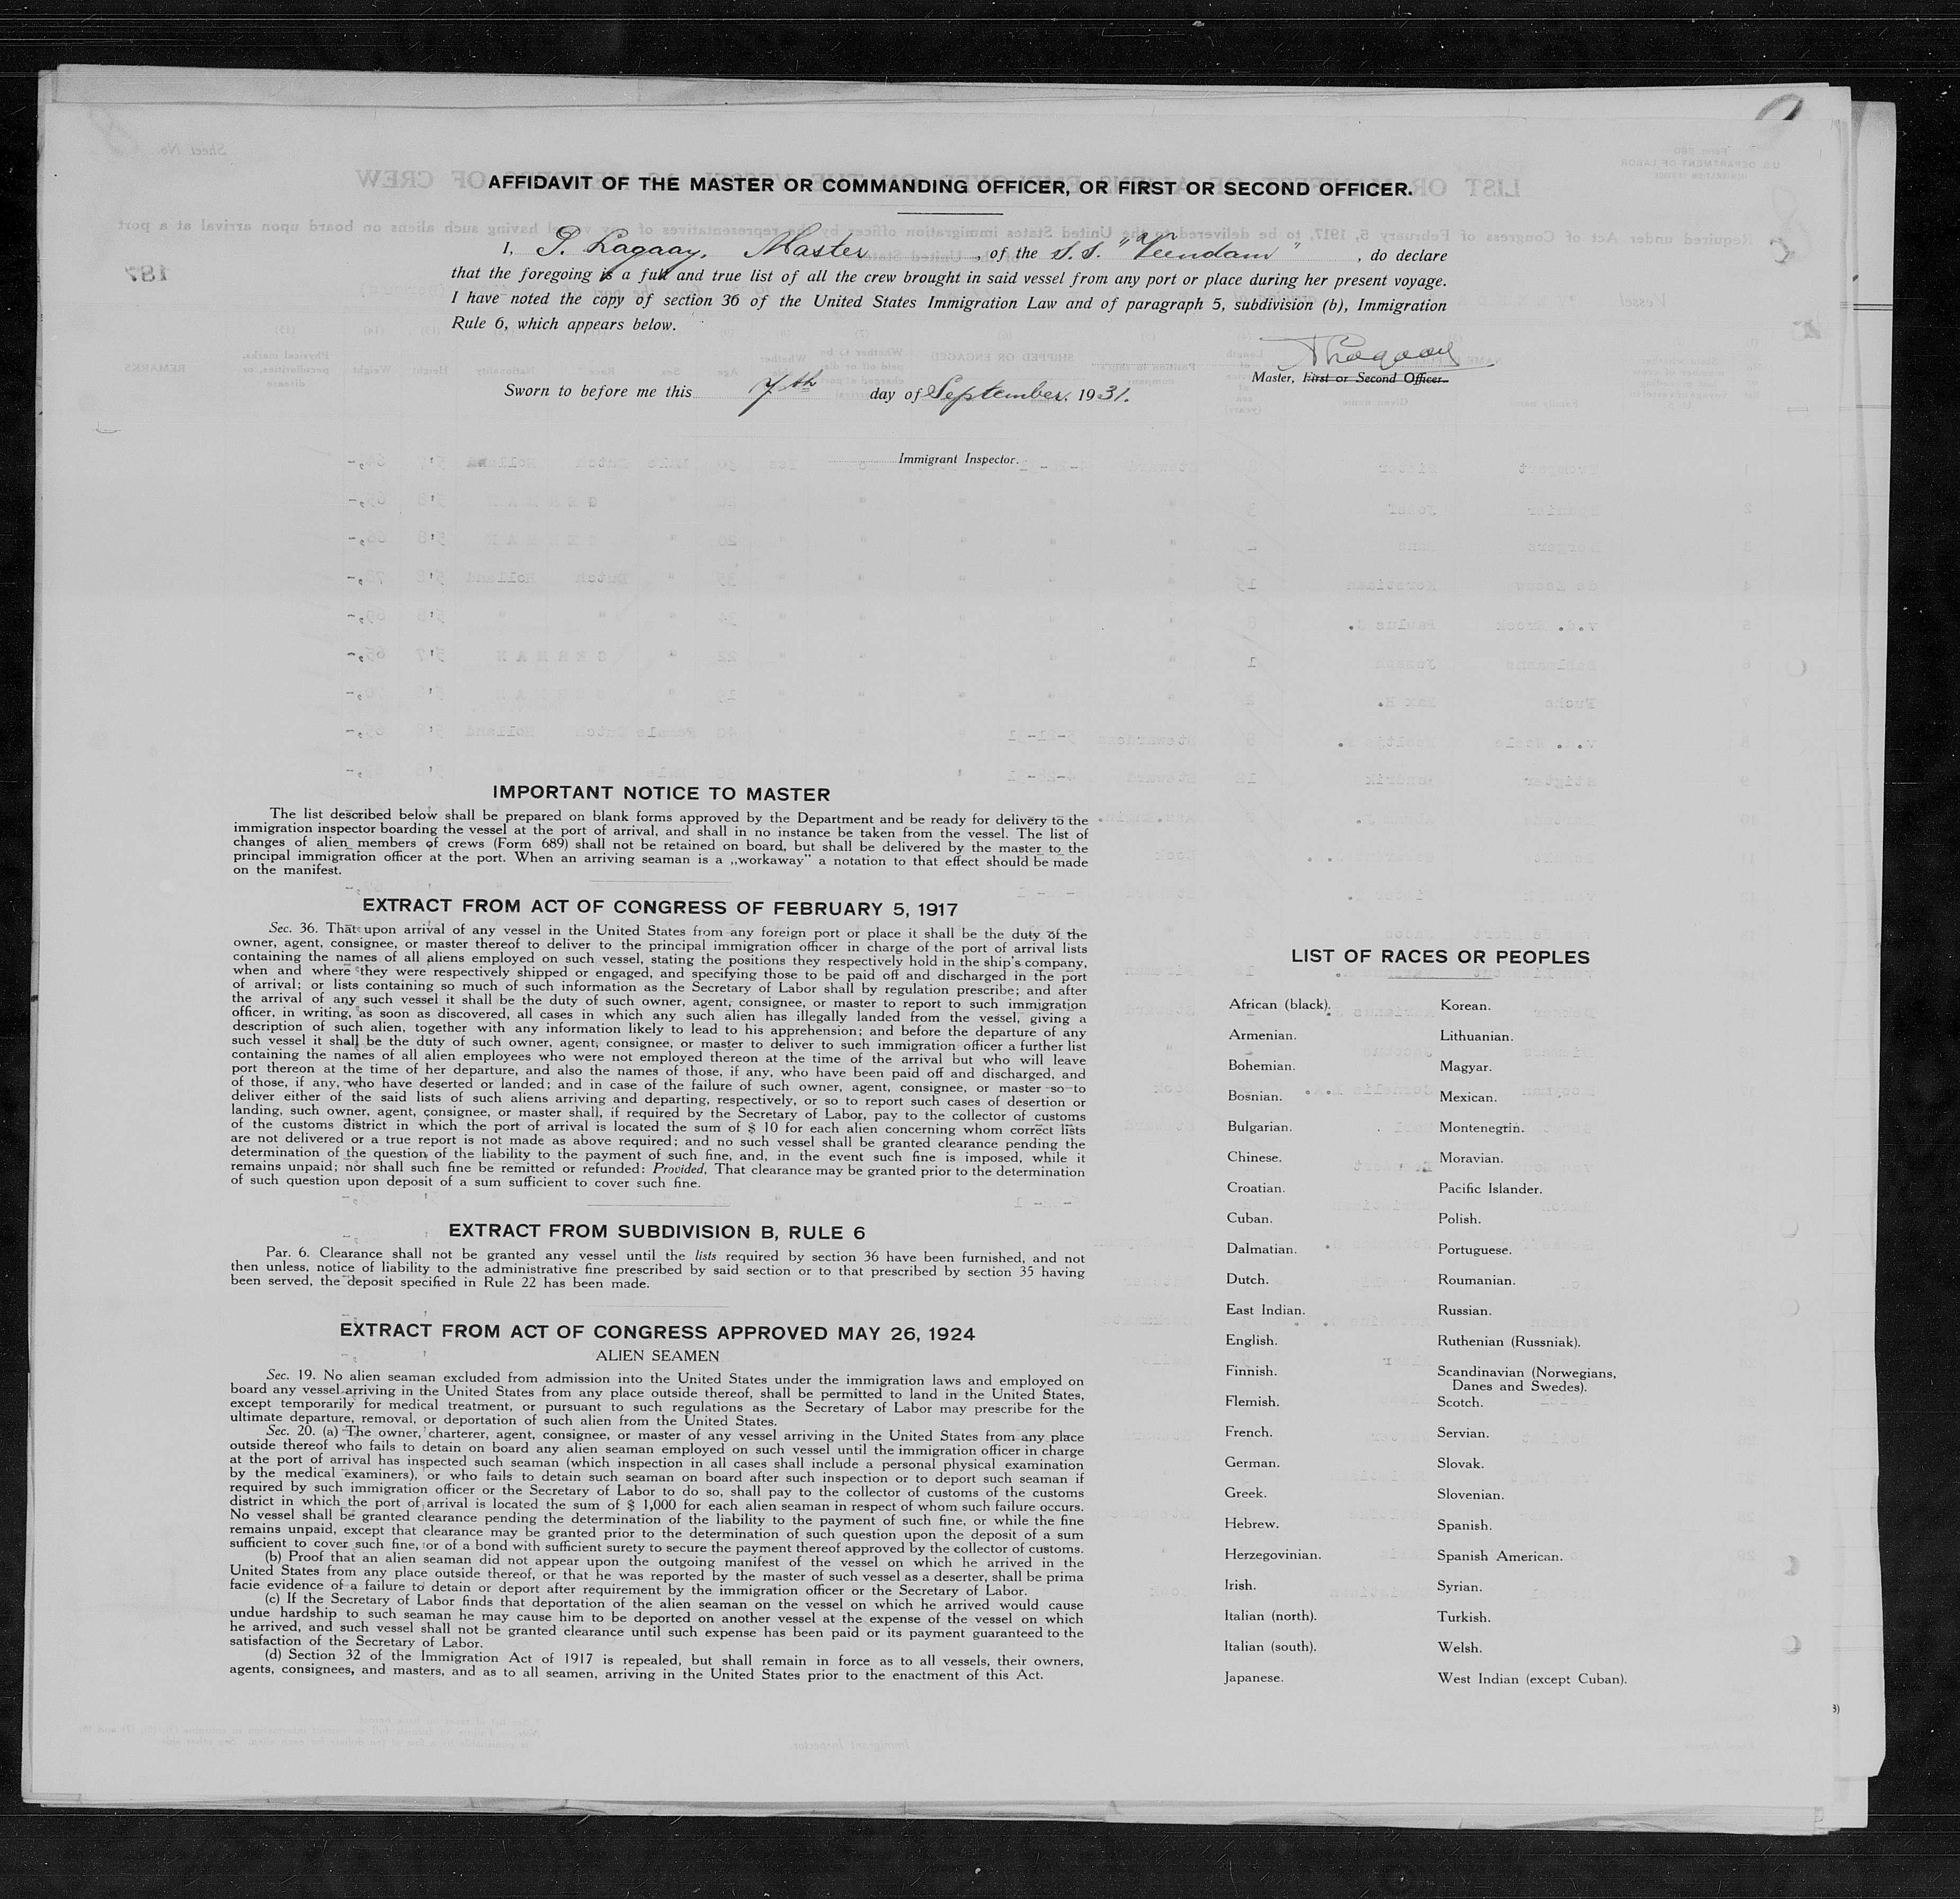 AFFIDAVIT OF THE MASTER OR COMMANDING OFFICER, OR FIRST OR SECOND OFFICER.
I, P. Lagaay, Master, of the S.S. "Veendam", do declare
that the foregoing is a full and true list of all the crew brought in said vessel from any port or place during her present voyage.
I have noted the copy of section 36 of the United States Immigration Law and of paragraph 5, subdivision (b), Immigration
Rule 6, which appears below.
PLagaay
Master, First or Second Officer.
Sworn to before me this 7th day of September, 1931.
Immigrant Inspector.
187
IMPORTANT NOTICE TO MASTER
The list described below shall be prepared on blank forms approved by the Department and be ready for delivery to the
immigration inspector boarding the vessel at the port of arrival, and shall in no instance be taken from the vessel. The list of
changes of alien members of crews (Form 689) shall not be retained on board, but shall be delivered by the master to the
principal immigration officer at the port. When an arriving seaman is a „workaway" a notation to that effect should be made
on the manifest.
EXTRACT FROM ACT OF CONGRESS OF FEBRUARY 5, 1917
Sec. 36. That upon arrival of any vessel in the United States from any foreign port or place it shall be the duty of the
owner, agent, consignee, or master thereof to deliver to the principal immigration officer in charge of the port of arrival lists
containing the names of all aliens employed on such vessel, stating the positions they respectively hold in the ship's company,
when and where they were respectively shipped or engaged, and specifying those to be paid off and discharged in the port
of arrival; or lists containing so much of such information as the Secretary of Labor shall by regulation prescribe; and after
the arrival of any such vessel it shall be the duty of such owner, agent, consignee, or master to report to such immigration
officer, in writing, as soon as discovered, all cases in which any such alien has illegally landed from the vessel, giving a
description of such alien, together with any information likely to lead to his apprehension; and before the departure of any
such vessel it shall be the duty of such owner, agent, consignee, or master to deliver to such immigration officer a further list
containing the names of all alien employees who were not employed thereon at the time of the arrival but who will leave
port thereon at the time of her departure, and also the names of those, if any, who have been paid off and discharged, and
of those, if any, who have deserted or landed; and in case of the failure of such owner, agent, consignee, or master so to
deliver either of the said lists of such aliens arriving and departing, respectively, or so to report such cases of desertion or
landing, such owner, agent, consignee, or master shall, if required by the Secretary of Labor, pay to the collector of customs
of the customs district in which the port of arrival is located the sum of $ 10 for each alien concerning whom correct lists
are not delivered or a true report is not made as above required; and no such vessel shall be granted clearance pending the
determination of the question of the liability to the payment of such fine, and, in the event such fine is imposed, while it
remains unpaid; nor shall such fine be remitted or refunded: Provided, That clearance may be granted prior to the determination
of such question upon deposit of a sum sufficient to cover such fine.
EXTRACT FROM SUBDIVISION B, RULE 6
Par. 6. Clearance shall not be granted any vessel until the lists required by section 36 have been furnished, and not
then unless, notice of liability to the administrative fine prescribed by said section or to that prescribed by section 35 having
been served, the deposit specified in Rule 22 has been made.
EXTRACT FROM ACT OF CONGRESS APPROVED MAY 26, 1924
ALIEN SEAMEN
Sec. 19. No alien seaman excluded from admission into the United States under the immigration laws and employed on
board any vessel arriving in the United States from any place outside thereof, shall be permitted to land in the United States,
except temporarily for medical treatment, or pursuant to such regulations as the Secretary of Labor may prescribe for the
ultimate departure, removal, or deportation of such alien from the United States.
Sec. 20. (a) The owner, charterer, agent, consignee, or master of any vessel arriving in the United States from any place
outside thereof who fails to detain on board any alien seaman employed on such vessel until the immigration officer in charge
at the port of arrival has inspected such seaman (which inspection in all cases shall include a personal physical examination
by the medical examiners), or who fails to detain such seaman on board after such inspection or to deport such seaman if
required by such immigration officer or the Secretary of Labor to do so, shall pay to the collector of customs of the customs
district in which the port of arrival is located the sum of $ 1,000 for each alien seaman in respect of whom such failure occurs.
No vessel shall be granted clearance pending the determination of the liability to the payment of such fine, or while the fine
remains unpaid, except that clearance may be granted prior to the determination of such question upon the deposit of a sum
sufficient to cover such fine, or of a bond with sufficient surety to secure the payment thereof approved by the collector of customs.
(b) Proof that an alien seaman did not appear upon the outgoing manifest of the vessel on which he arrived in the
United States from any place outside thereof, or that he was reported by the master of such vessel as a deserter, shall be prima
facie evidence of a failure to detain or deport after requirement by the immigration officer or the Secretary of Labor.
(c) If the Secretary of Labor finds that deportation of the alien seaman on the vessel on which he arrived would cause
undue hardship to such seaman he may cause him to be deported on another vessel at the expense of the vessel on which
he arrived, and such vessel shall not be granted clearance until such expense has been paid or its payment guaranteed to the
satisfaction of the Secretary of Labor.
(d) Section 32 of the Immigration Act of 1917 is repealed, but shall remain in force as to all vessels, their owners,
agents, consignees, and masters, and as to all seamen, arriving in the United States prior to the enactment of this Act.
LIST OF RACES OR PEOPLES
African (black).
Armenian.
Bohemian.
Bosnian.
Bulgarian.
Chinese.
Croatian.
Cuban.
Dalmatian.
Dutch.
East Indian.
English.
Finnish.
Flemish.
French.
German.
Greek.
Hebrew.
Herzegovinian.
Irish.
Italian (north).
Italian (south).
Japanese.
Korean.
Lithuanian.
Magyar.
Mexican.
Montenegrin.
Moravian.
Pacific Islander.
Polish.
Portuguese.
Roumanian.
Russian.
Ruthenian (Russniak).
Scandinavian (Norwegians,
Danes and Swedes).
Scotch.
Servian.
Slovak.
Slovenian.
Spanish.
Spanish American.
Syrian.
Turkish.
Welsh.
West Indian (except Cuban).